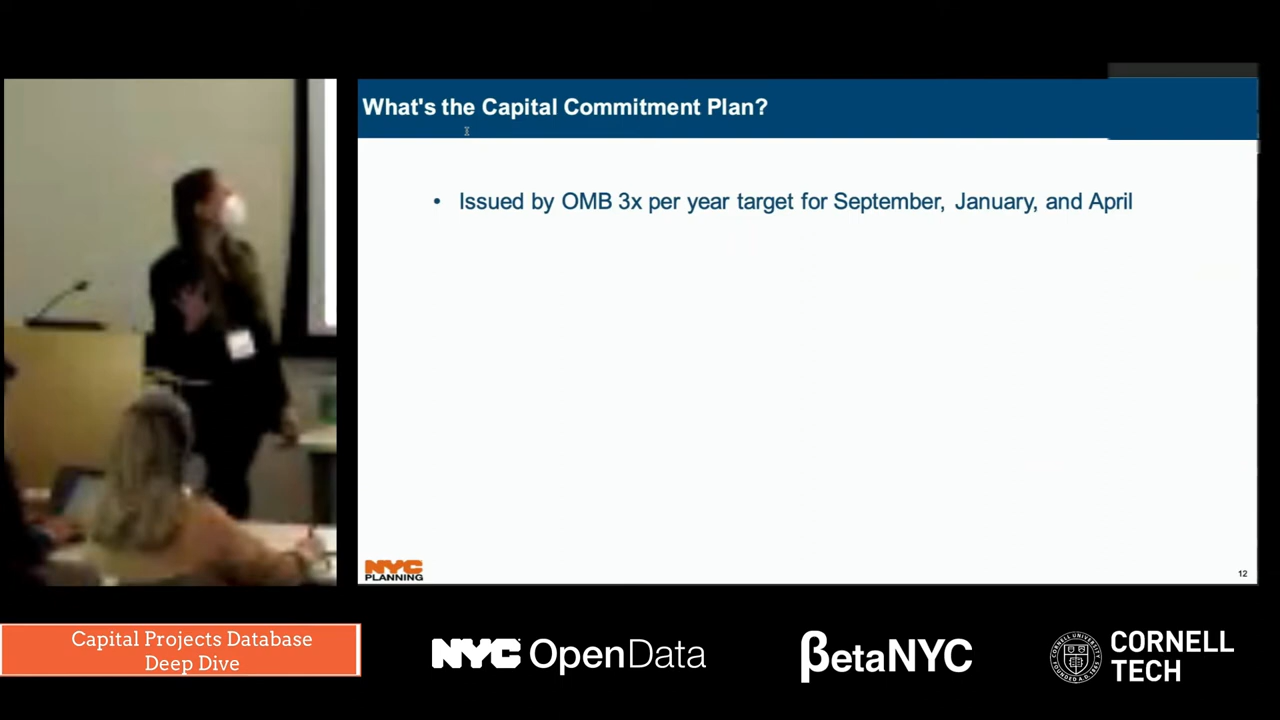 What's the Capital Commitment Plan?
• Issued by OMB 3x per year target for September, January, and April
NYC
PLANNING
12
Capital Projects Database
Deep Dive
NYC OpenData
βetaNYC
CORNELL
TECH